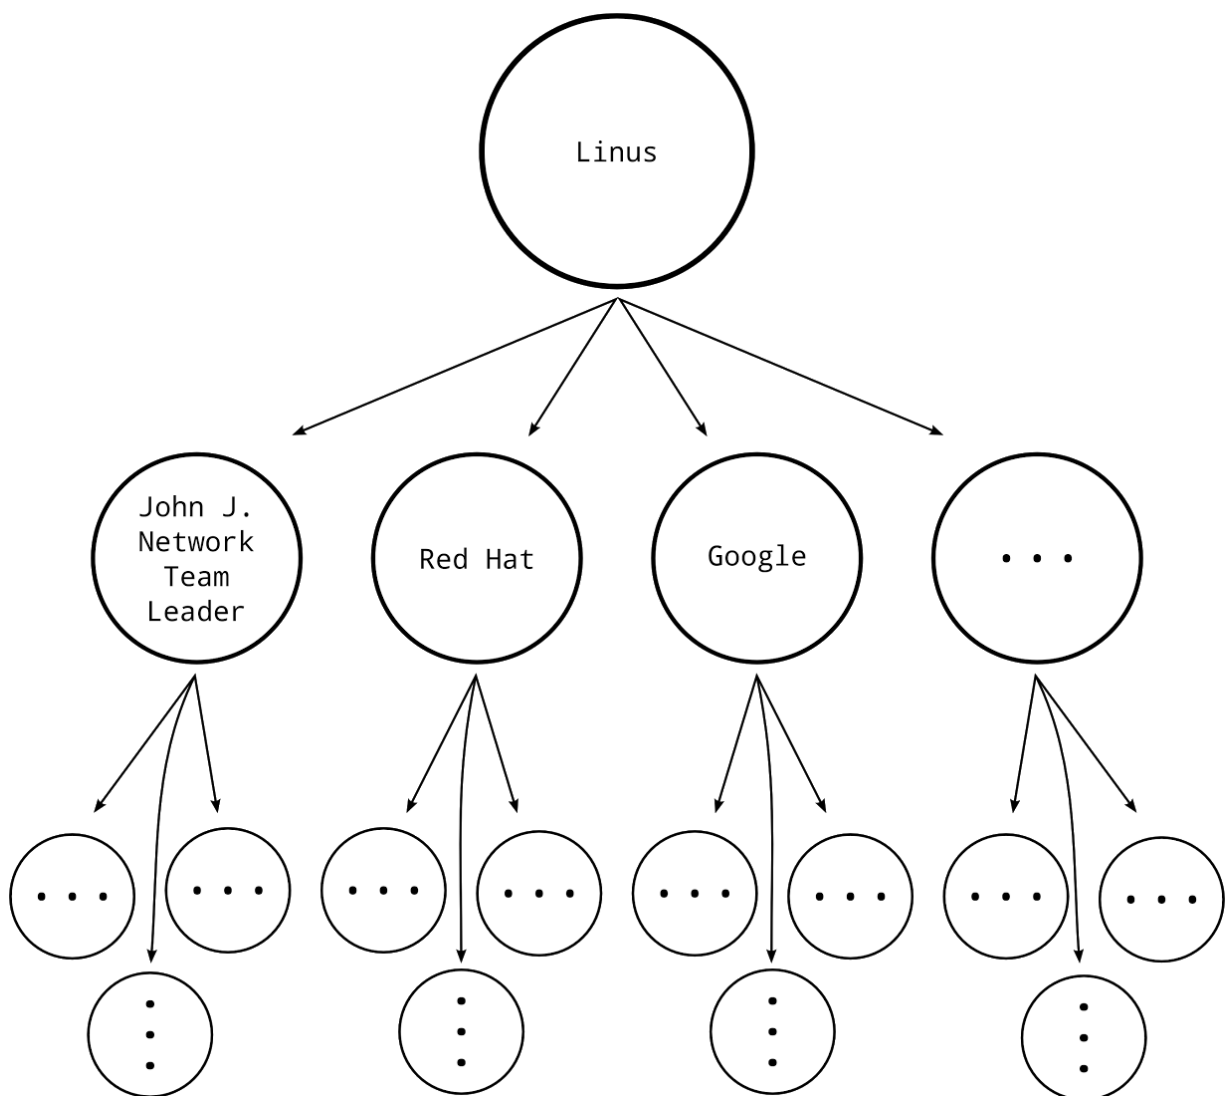 Linus
John J.
Network
Team
Leader
Red Hat
Google
...
... ... ... ... ... ... ... ...
⋮ ⋮ ⋮ ⋮